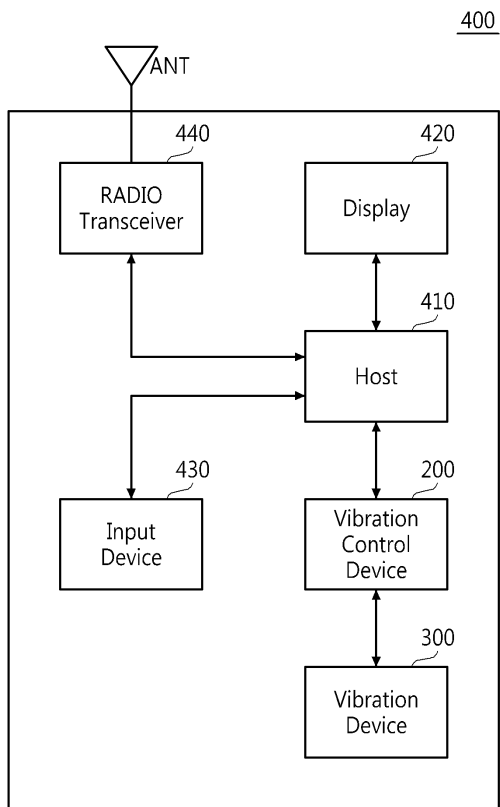 400
ANT
440
420
RADIO
Transceiver
Display
410
Host
430
200
Input
Device
Vibration
Control
Device
300
Vibration
Device